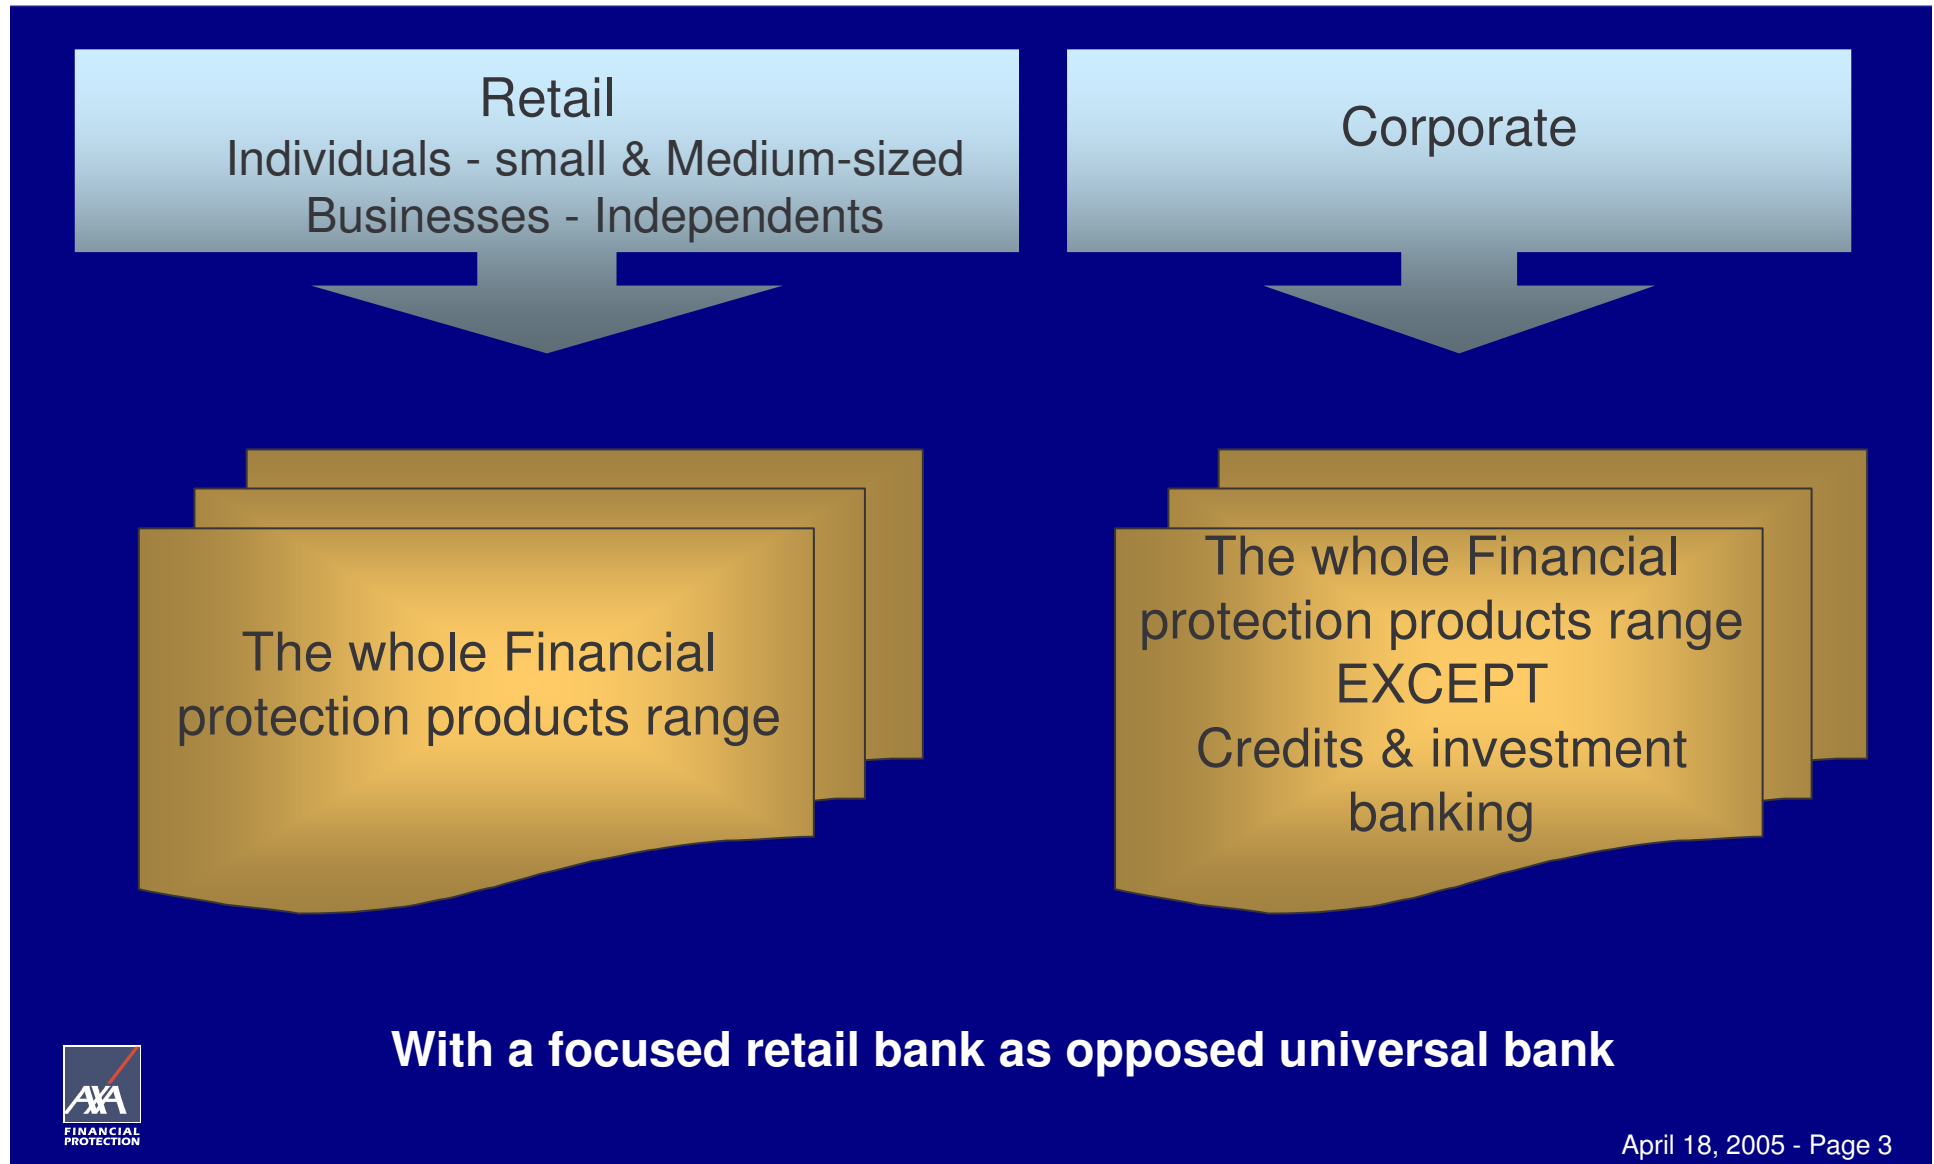 Retail
Individuals - small & Medium-sized
Businesses - Independents
Corporate
The whole Financial
protection products range
The whole Financial
protection products range
EXCEPT
Credits & investment
banking
With a focused retail bank as opposed universal bank
AXA
FINANCIAL
PROTECTION
April 18, 2005 - Page 3